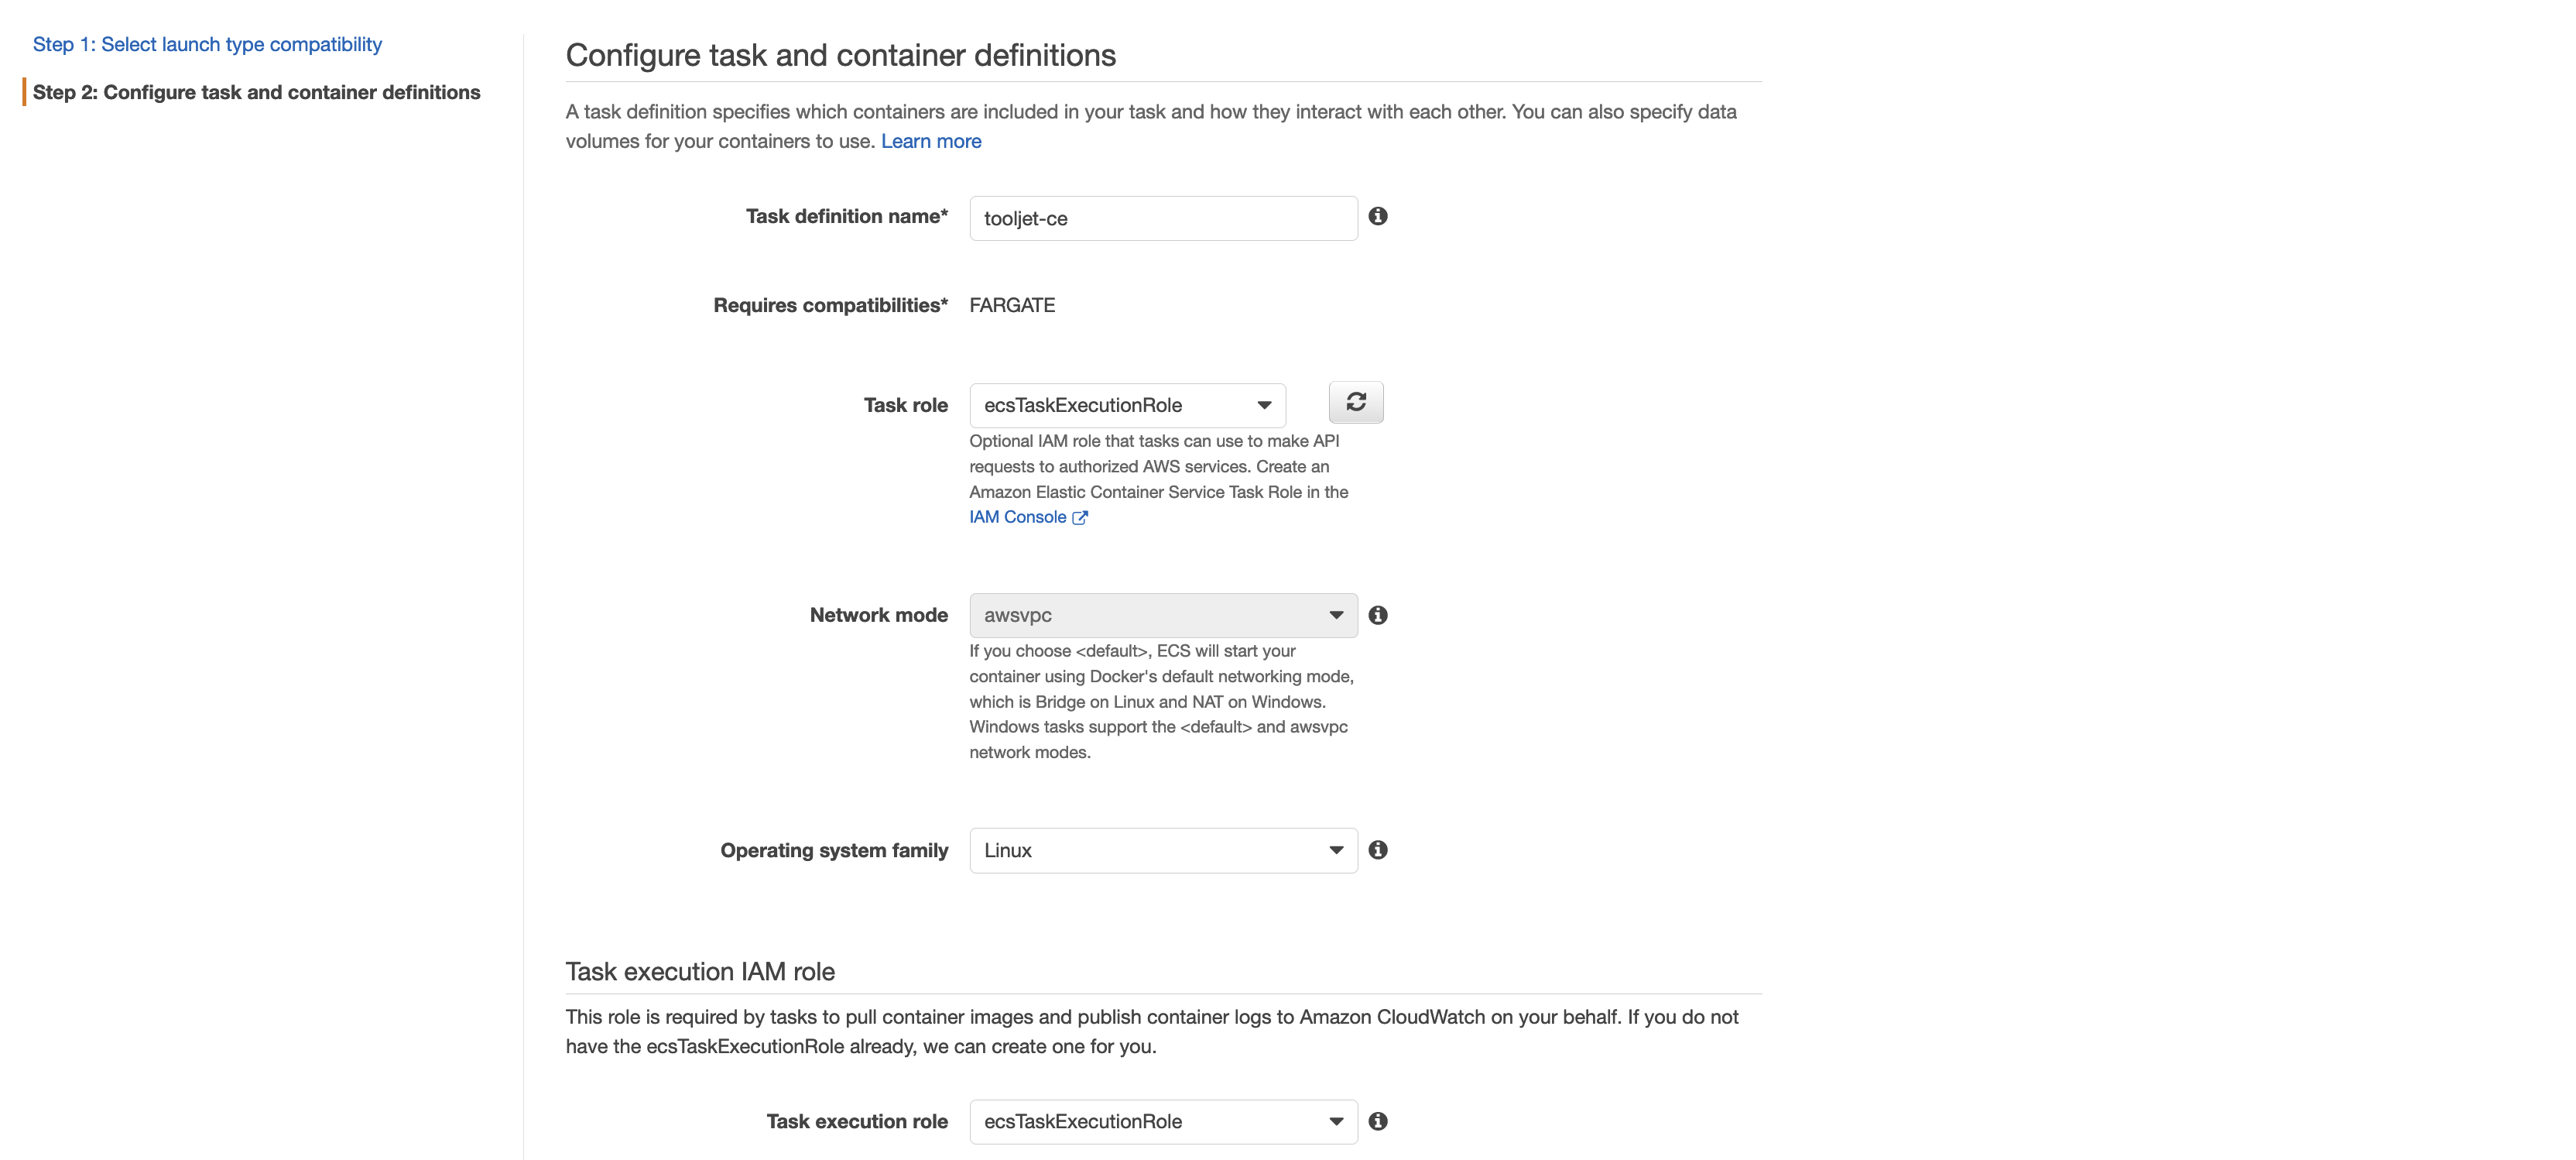 Step 1: Select launch type compatibility
Step 2: Configure task and container definitions
Configure task and container definitions
A task definition specifies which containers are included in your task and how they interact with each other. You can also specify data
volumes for your containers to use. Learn more
Task definition name* tooljet-ce
Requires compatibilities* FARGATE
Task role ecsTaskExecutionRole
Optional IAM role that tasks can use to make API
requests to authorized AWS services. Create an
Amazon Elastic Container Service Task Role in the
IAM Console
Network mode awsvpc
If you choose <default>, ECS will start your
container using Docker's default networking mode,
which is Bridge on Linux and NAT on Windows.
Windows tasks support the <default> and awsvpc
network modes.
Operating system family Linux
Task execution IAM role
This role is required by tasks to pull container images and publish container logs to Amazon CloudWatch on your behalf. If you do not
have the ecsTaskExecutionRole already, we can create one for you.
Task execution role ecsTaskExecutionRole